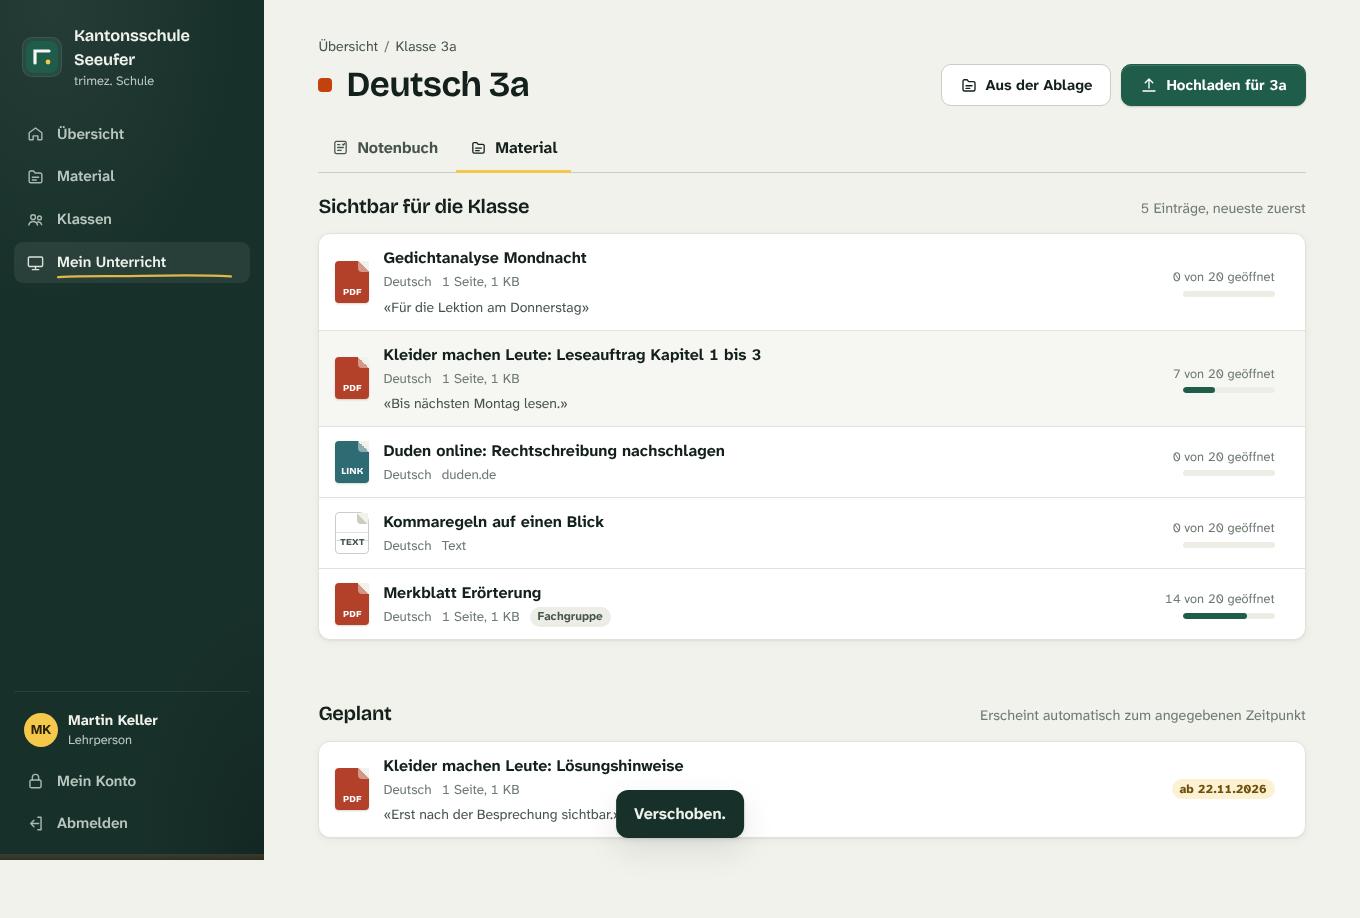 Kantonsschule
Seeufer
trimez. Schule
Übersicht
Material
Klassen
Mein Unterricht
MK
Martin Keller
Lehrperson
Mein Konto
Abmelden
Übersicht / Klasse 3a
Deutsch 3a
Aus der Ablage
Hochladen für 3a
Notenbuch
Material
Sichtbar für die Klasse
5 Einträge, neueste zuerst
PDF
Gedichtanalyse Mondnacht
Deutsch 1 Seite, 1 KB
«Für die Lektion am Donnerstag»
0 von 20 geöffnet
PDF
Kleider machen Leute: Leseauftrag Kapitel 1 bis 3
Deutsch 1 Seite, 1 KB
«Bis nächsten Montag lesen.»
7 von 20 geöffnet
LINK
Duden online: Rechtschreibung nachschlagen
Deutsch duden.de
0 von 20 geöffnet
TEXT
Kommaregeln auf einen Blick
Deutsch Text
0 von 20 geöffnet
PDF
Merkblatt Erörterung
Deutsch 1 Seite, 1 KB Fachgruppe
14 von 20 geöffnet
Geplant
Erscheint automatisch zum angegebenen Zeitpunkt
PDF
Kleider machen Leute: Lösungshinweise
Deutsch 1 Seite, 1 KB
«Erst nach der Besprechung sichtbar.»
ab 22.11.2026
Verschoben.